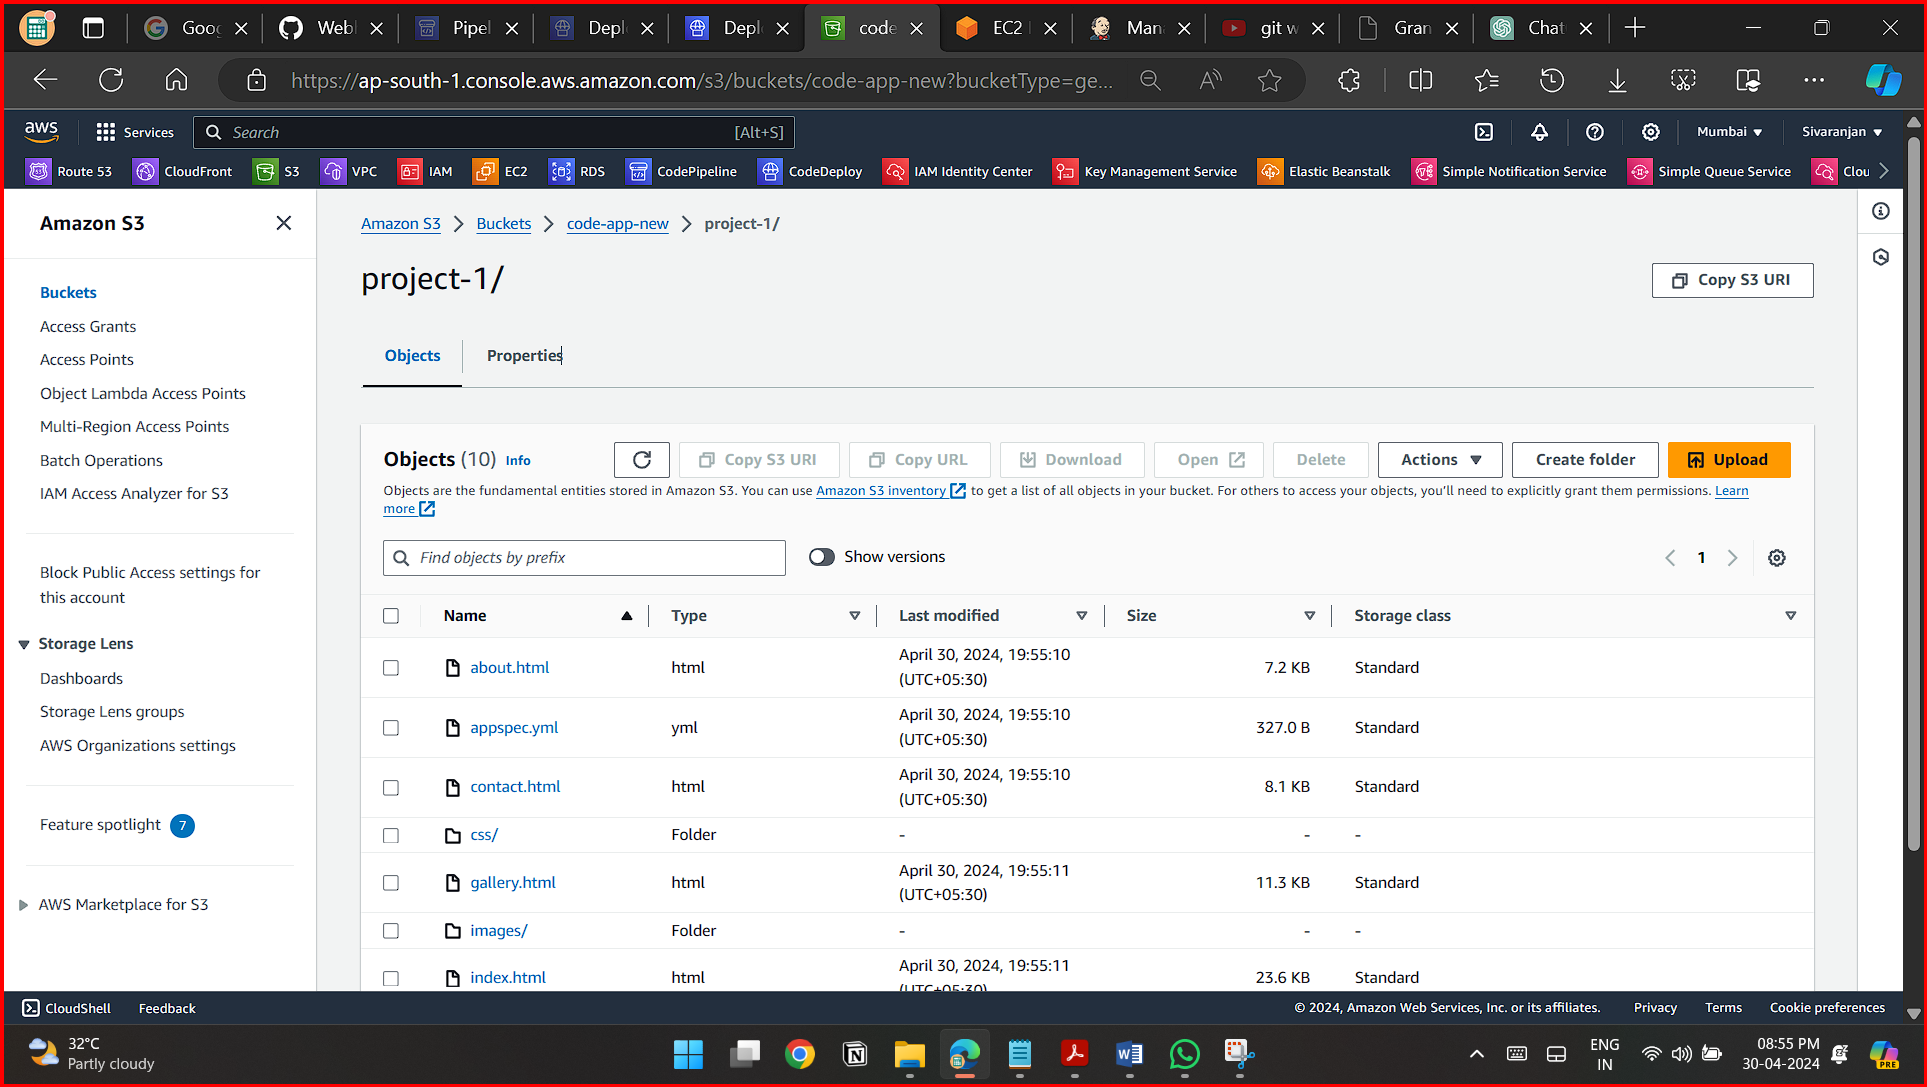 Goog
Webl
Pipel
Deplo
Deplo
code
EC2
Mana
git w
Gran
Chat
https://ap-south-1.console.aws.amazon.com/s3/buckets/code-app-new?bucketType=ge...
aws
Services
Search
[Alt+S]
Mumbai
Sivaranjan
Route 53
CloudFront
S3
VPC
IAM
EC2
RDS
CodePipeline
CodeDeploy
IAM Identity Center
Key Management Service
Elastic Beanstalk
Simple Notification Service
Simple Queue Service
Clou
Amazon S3
Buckets
Access Grants
Access Points
Object Lambda Access Points
Multi-Region Access Points
Batch Operations
IAM Access Analyzer for S3
Block Public Access settings for
this account
Storage Lens
Dashboards
Storage Lens groups
AWS Organizations settings
Feature spotlight 7
AWS Marketplace for S3
Amazon S3 > Buckets > code-app-new > project-1/
project-1/
Copy S3 URI
Objects
Properties
Objects (10) Info
Copy S3 URI
Copy URL
Download
Open
Delete
Actions
Create folder
Upload
Objects are the fundamental entities stored in Amazon S3. You can use Amazon S3 inventory to get a list of all objects in your bucket. For others to access your objects, you'll need to explicitly grant them permissions. Learn
more
Find objects by prefix
Show versions
1
Name Type Last modified Size Storage class
about.html html April 30, 2024, 19:55:10 (UTC+05:30) 7.2 KB Standard
appspec.yml yml April 30, 2024, 19:55:10 (UTC+05:30) 327.0 B Standard
contact.html html April 30, 2024, 19:55:10 (UTC+05:30) 8.1 KB Standard
css/ Folder - - -
gallery.html html April 30, 2024, 19:55:11 (UTC+05:30) 11.3 KB Standard
images/ Folder - - -
index.html html April 30, 2024, 19:55:11 (UTC+05:30) 23.6 KB Standard
CloudShell
Feedback
© 2024, Amazon Web Services, Inc. or its affiliates.
Privacy
Terms
Cookie preferences
32°C
Partly cloudy
ENG
IN
08:55 PM
30-04-2024
PRE